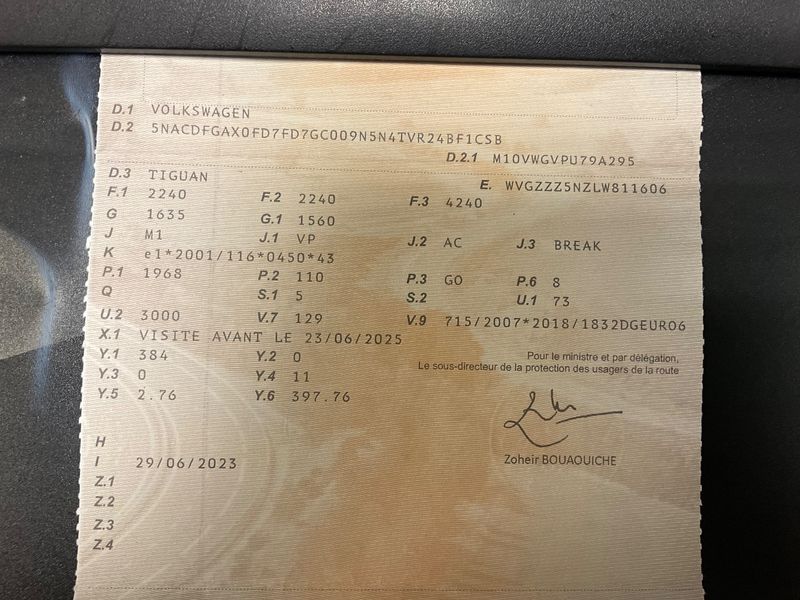 D.1 VOLKSWAGEN
D.2 5NACDFGAX0FD7FD7GC009N5N4TVR24BF1CSB
D.2.1 M10VWGVPU79A295
D.3 TIGUAN
E. WVGZZZ5NZLW811606
F.1 2240 F.2 2240 F.3 4240
G 1635 G.1 1560
J M1 J.1 VP J.2 AC J.3 BREAK
K e1*2001/116*0450*43
P.1 1968 P.2 110 P.3 GO P.6 8
Q S.1 5 S.2 U.1 73
U.2 3000 V.7 129 V.9 715/2007*2018/1832DGEURO6
X.1 VISITE AVANT LE 23/06/2025
Y.1 384 Y.2 0
Y.3 0 Y.4 11
Y.5 2.76 Y.6 397.76
Pour le ministre et par délégation,
Le sous-directeur de la protection des usagers de la route
Zoheir BOUAOUICHE
H
I 29/06/2023
Z.1
Z.2
Z.3
Z.4